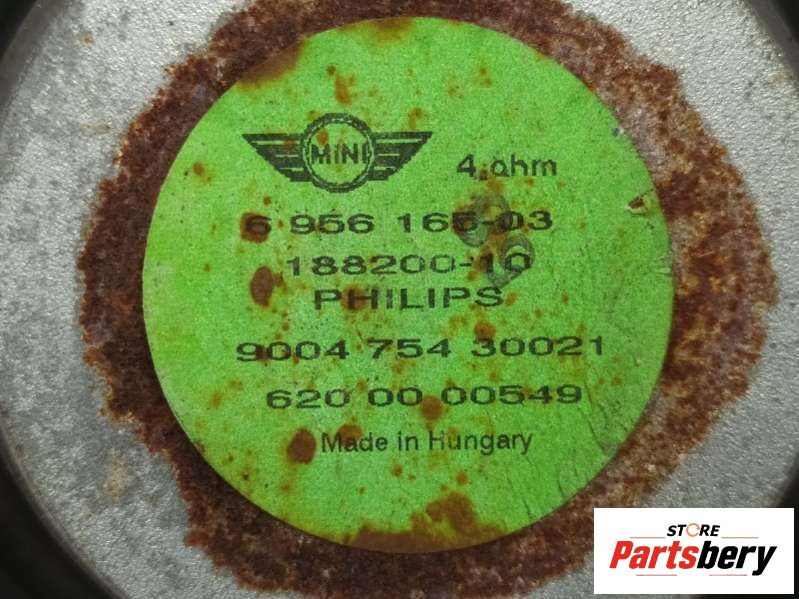 MINI
4 ohm
6 956 165-03
188200-10
PHILIPS
9004 754 30021
620 00 00549
Made in Hungary
STORE
Partsbery